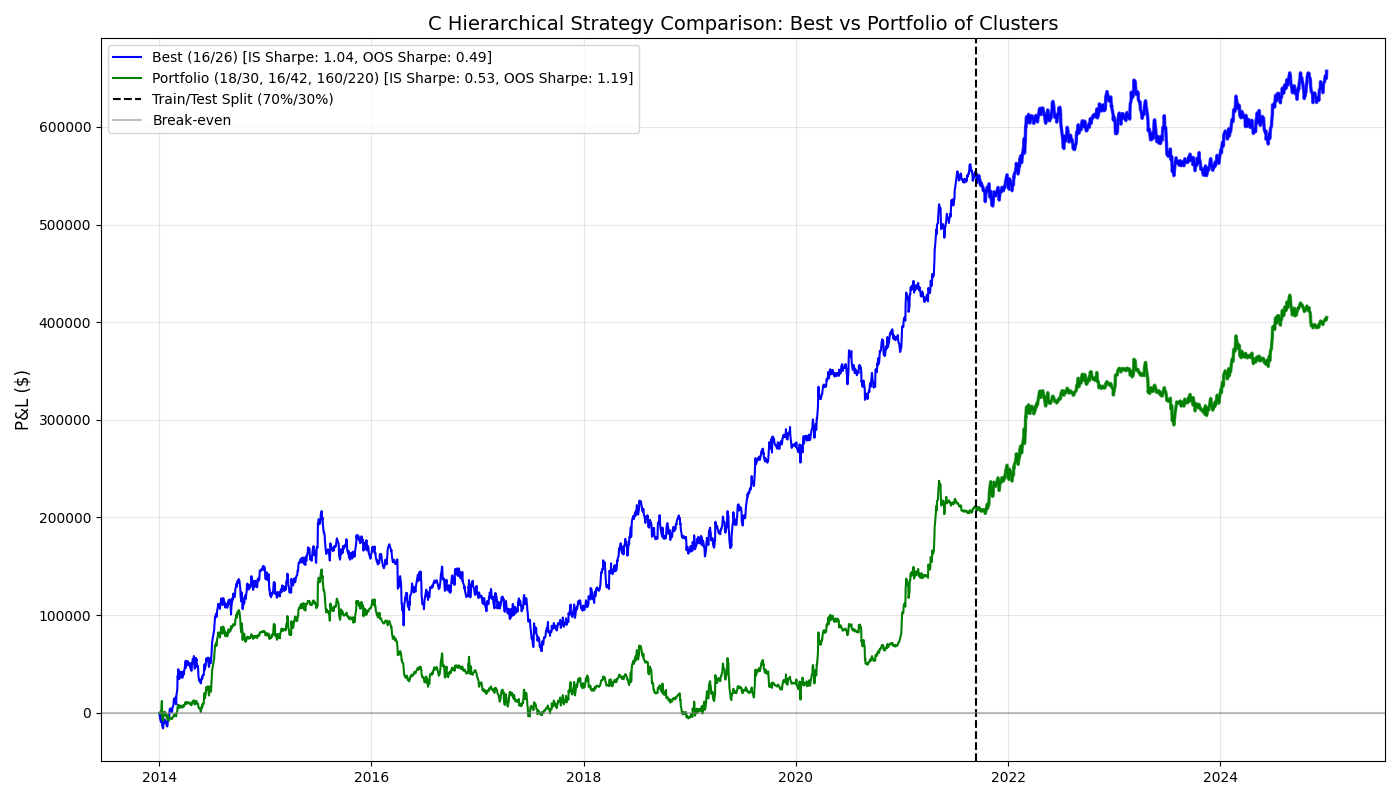 C Hierarchical Strategy Comparison: Best vs Portfolio of Clusters
Best (16/26) [IS Sharpe: 1.04, OOS Sharpe: 0.49]
Portfolio (18/30, 16/42, 160/220) [IS Sharpe: 0.53, OOS Sharpe: 1.19]
Train/Test Split (70%/30%)
Break-even
P&L ($)
600000
500000
400000
300000
200000
100000
0
2014 2016 2018 2020 2022 2024